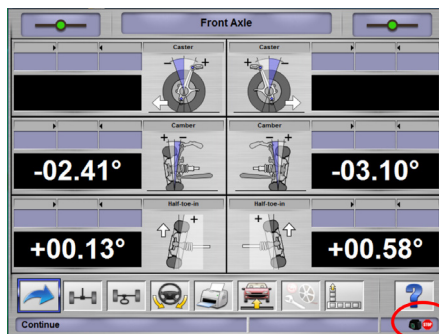 Front Axle
Caster
Caster
- +
- +
Camber
Camber
+ -
+ -
-02.41°
-03.10°
Half-toe-in
Half-toe-in
+
+
+00.13°
+00.58°
?
Continue
STOP